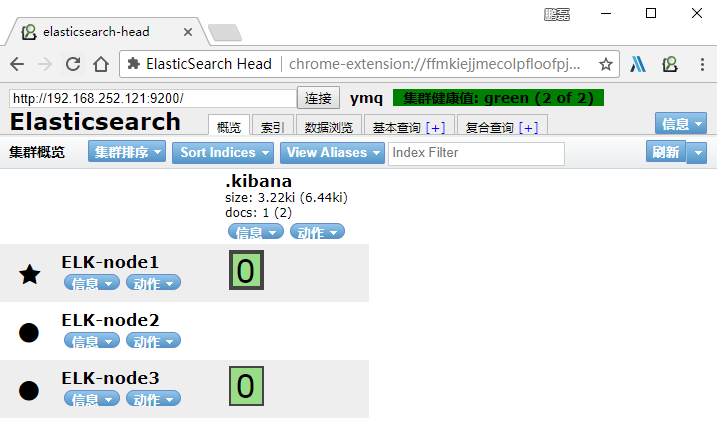 鹏磊
elasticsearch-head
ElasticSearch Head chrome-extension://ffmkiejjmecolpfloofpj...
http://192.168.252.121:9200/ 连接 ymq 集群健康值: green (2 of 2)
Elasticsearch 概览 索引 数据浏览 基本查询 [+] 复合查询 [+] 信息
集群概览 集群排序 Sort Indices View Aliases Index Filter 刷新
.kibana
size: 3.22ki (6.44ki)
docs: 1 (2)
信息 动作
ELK-node1 0
信息 动作
ELK-node2
信息 动作
ELK-node3 0
信息 动作